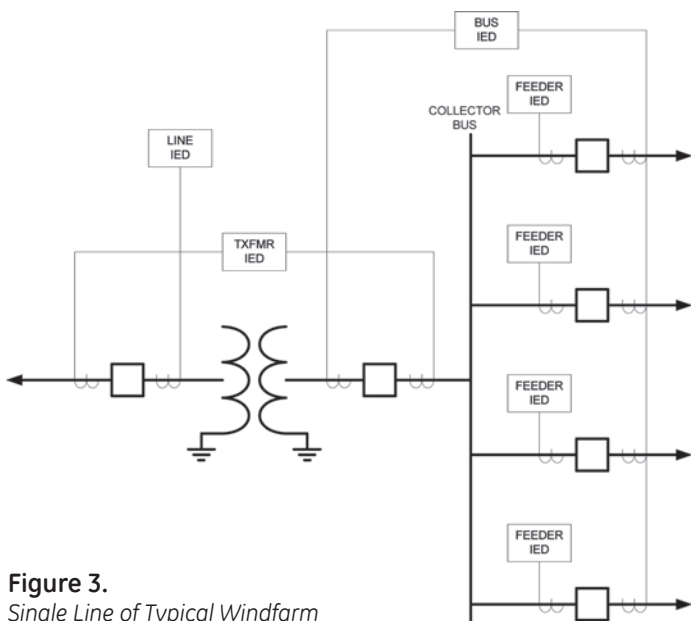 BUS
IED
FEEDER
IED
COLLECTOR
BUS
LINE
IED
TXFMR
IED
FEEDER
IED
FEEDER
IED
FEEDER
IED
Figure 3.
Single Line of Typical Windfarm